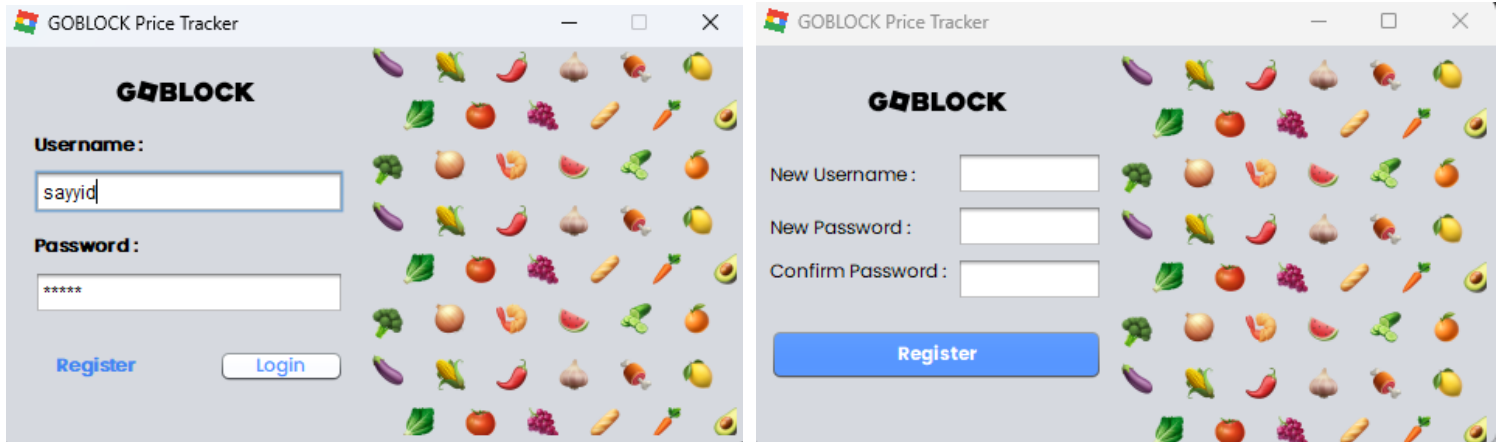 GOBLOCK Price Tracker
GOBLOCK
Username :
sayyid
Password :
*****
Register
Login
GOBLOCK Price Tracker
GOBLOCK
New Username :
New Password :
Confirm Password :
Register